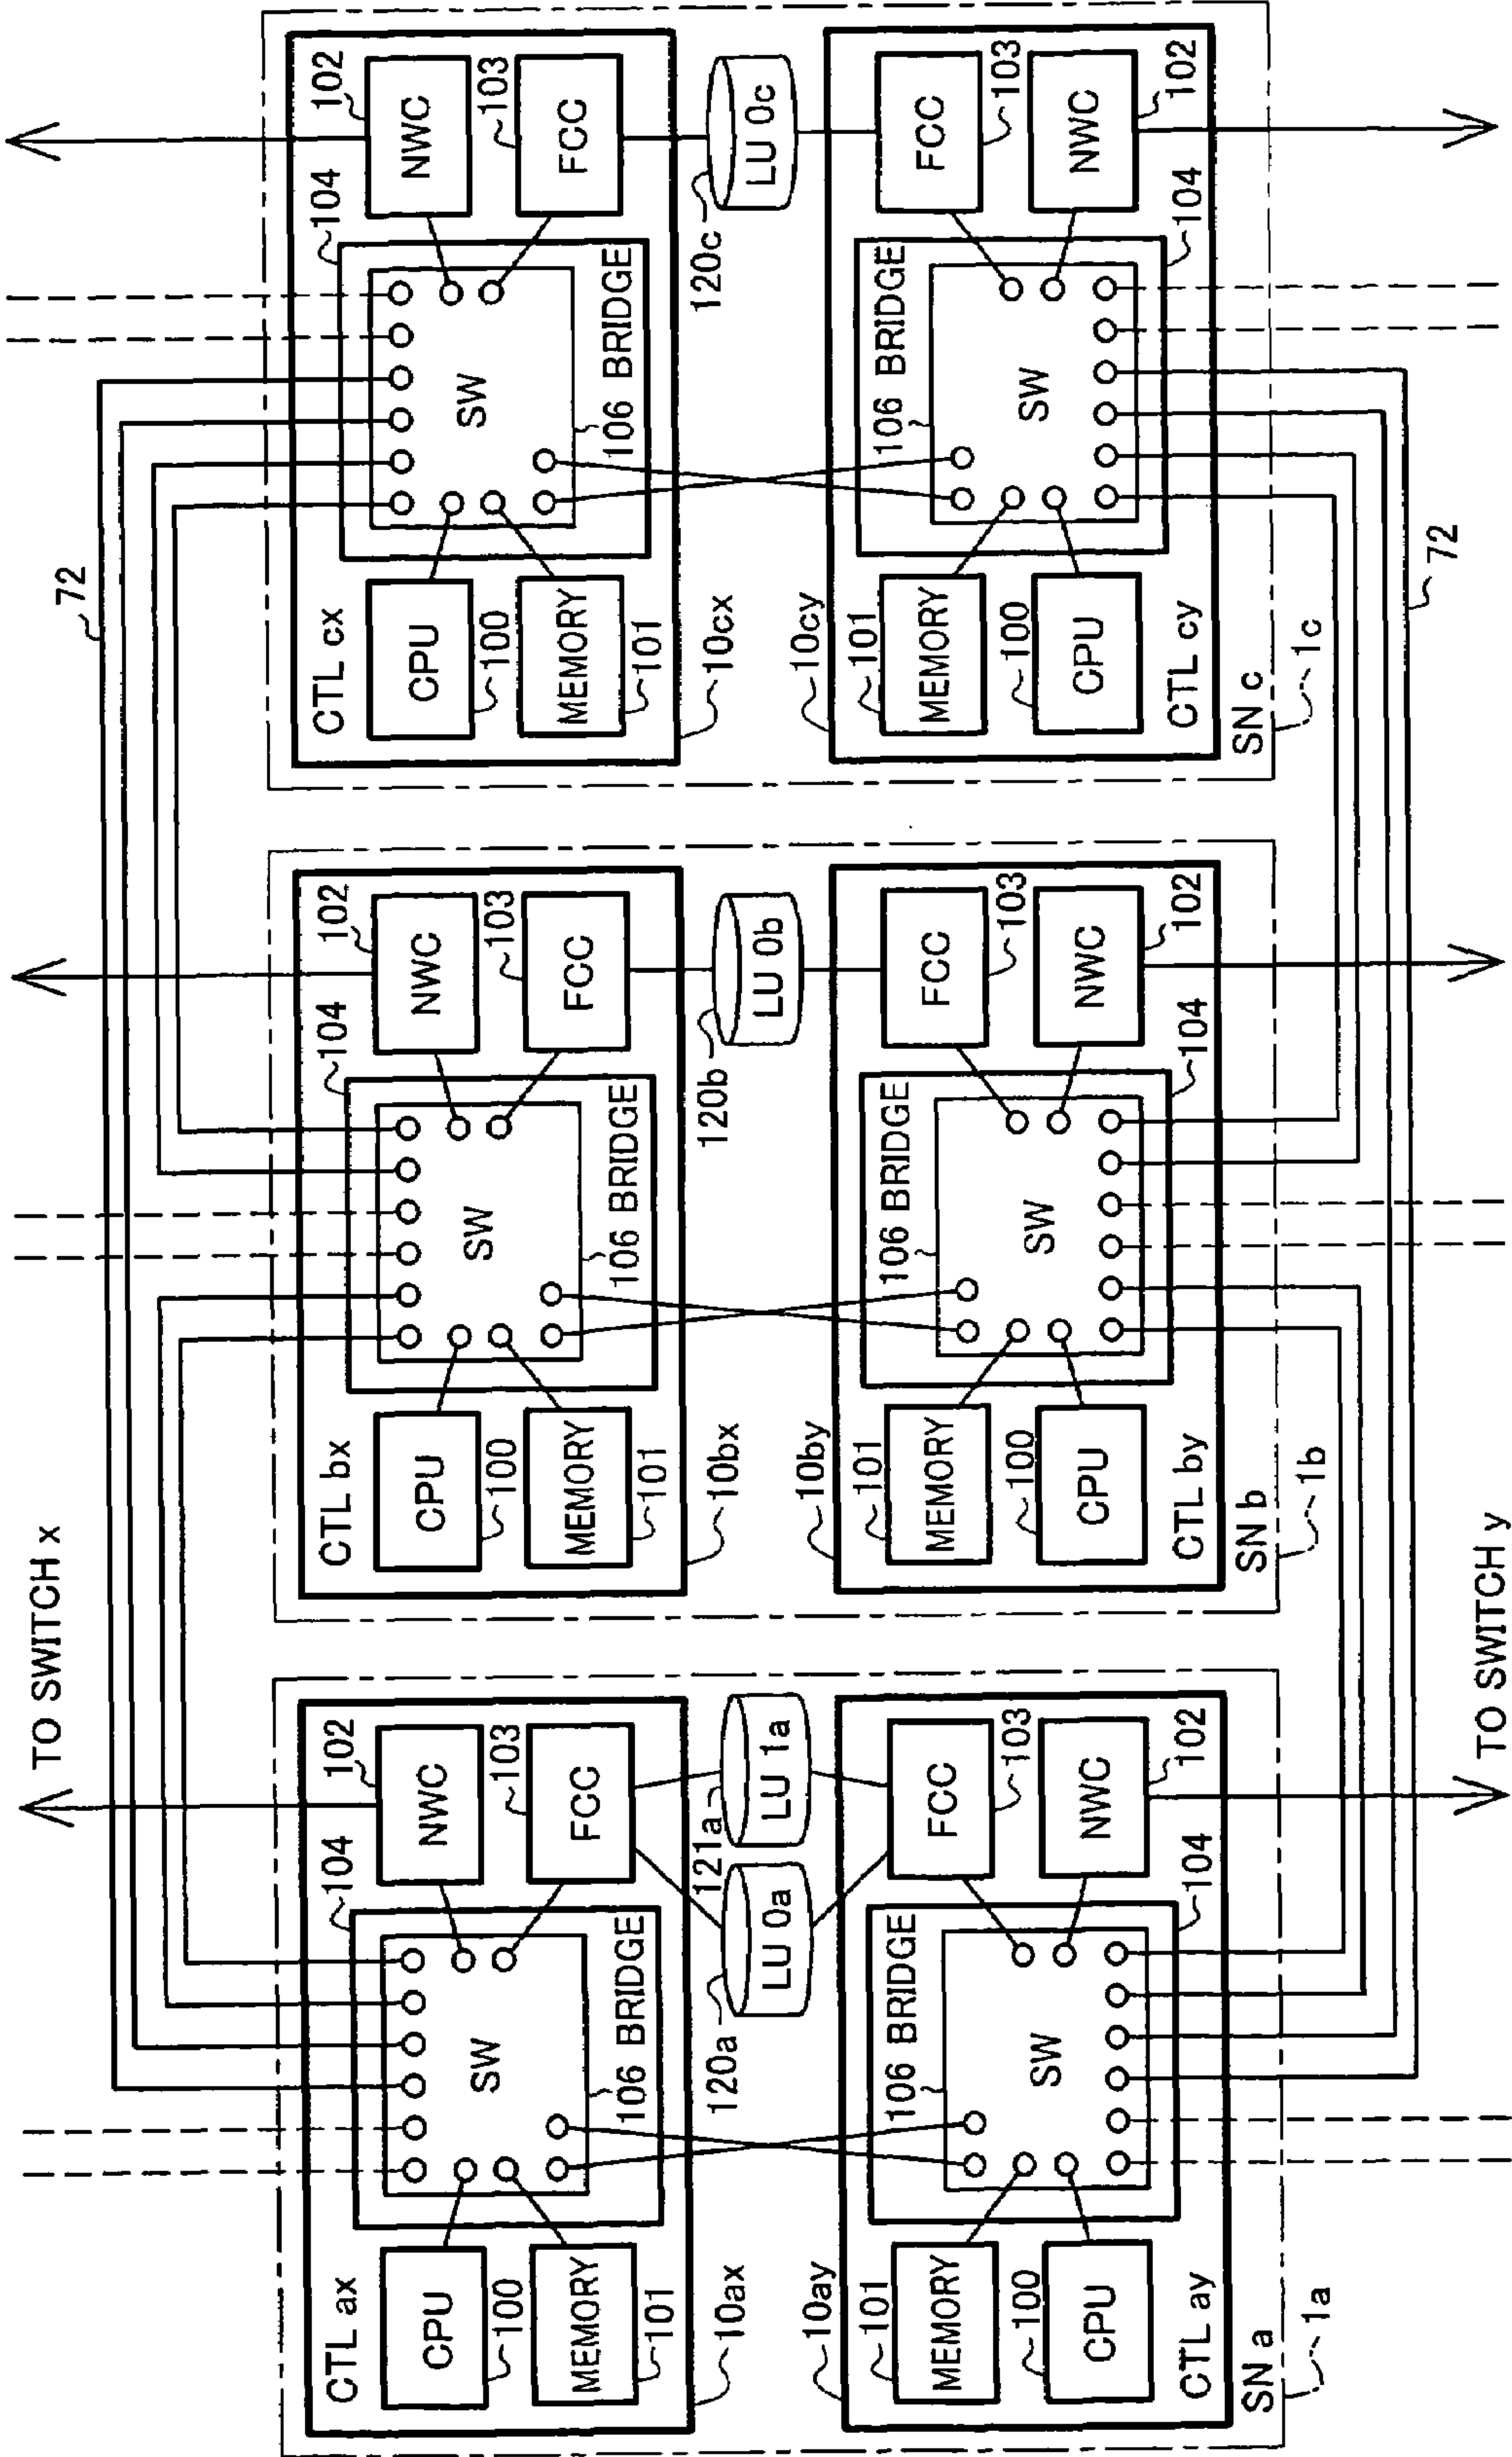 TO SWITCH x
72
CTL ax
CPU
100
MEMORY
101
104
SW
106 BRIDGE
102
NWC
103
FCC
10ax
CTL bx
CPU
100
MEMORY
101
104
SW
106 BRIDGE
102
NWC
103
FCC
10bx
CTL cx
CPU
100
MEMORY
101
104
SW
106 BRIDGE
102
NWC
103
FCC
10cx
120a
LU 0a
121a
LU 1a
120b
LU 0b
120c
LU 0c
10ay
101
MEMORY
100
CPU
CTL ay
106 BRIDGE
SW
104
FCC
103
NWC
102
SN a
1a
10by
101
MEMORY
100
CPU
CTL by
106 BRIDGE
SW
104
FCC
103
NWC
102
SN b
1b
10cy
101
MEMORY
100
CPU
CTL cy
106 BRIDGE
SW
104
FCC
103
NWC
102
SN c
1c
72
TO SWITCH y